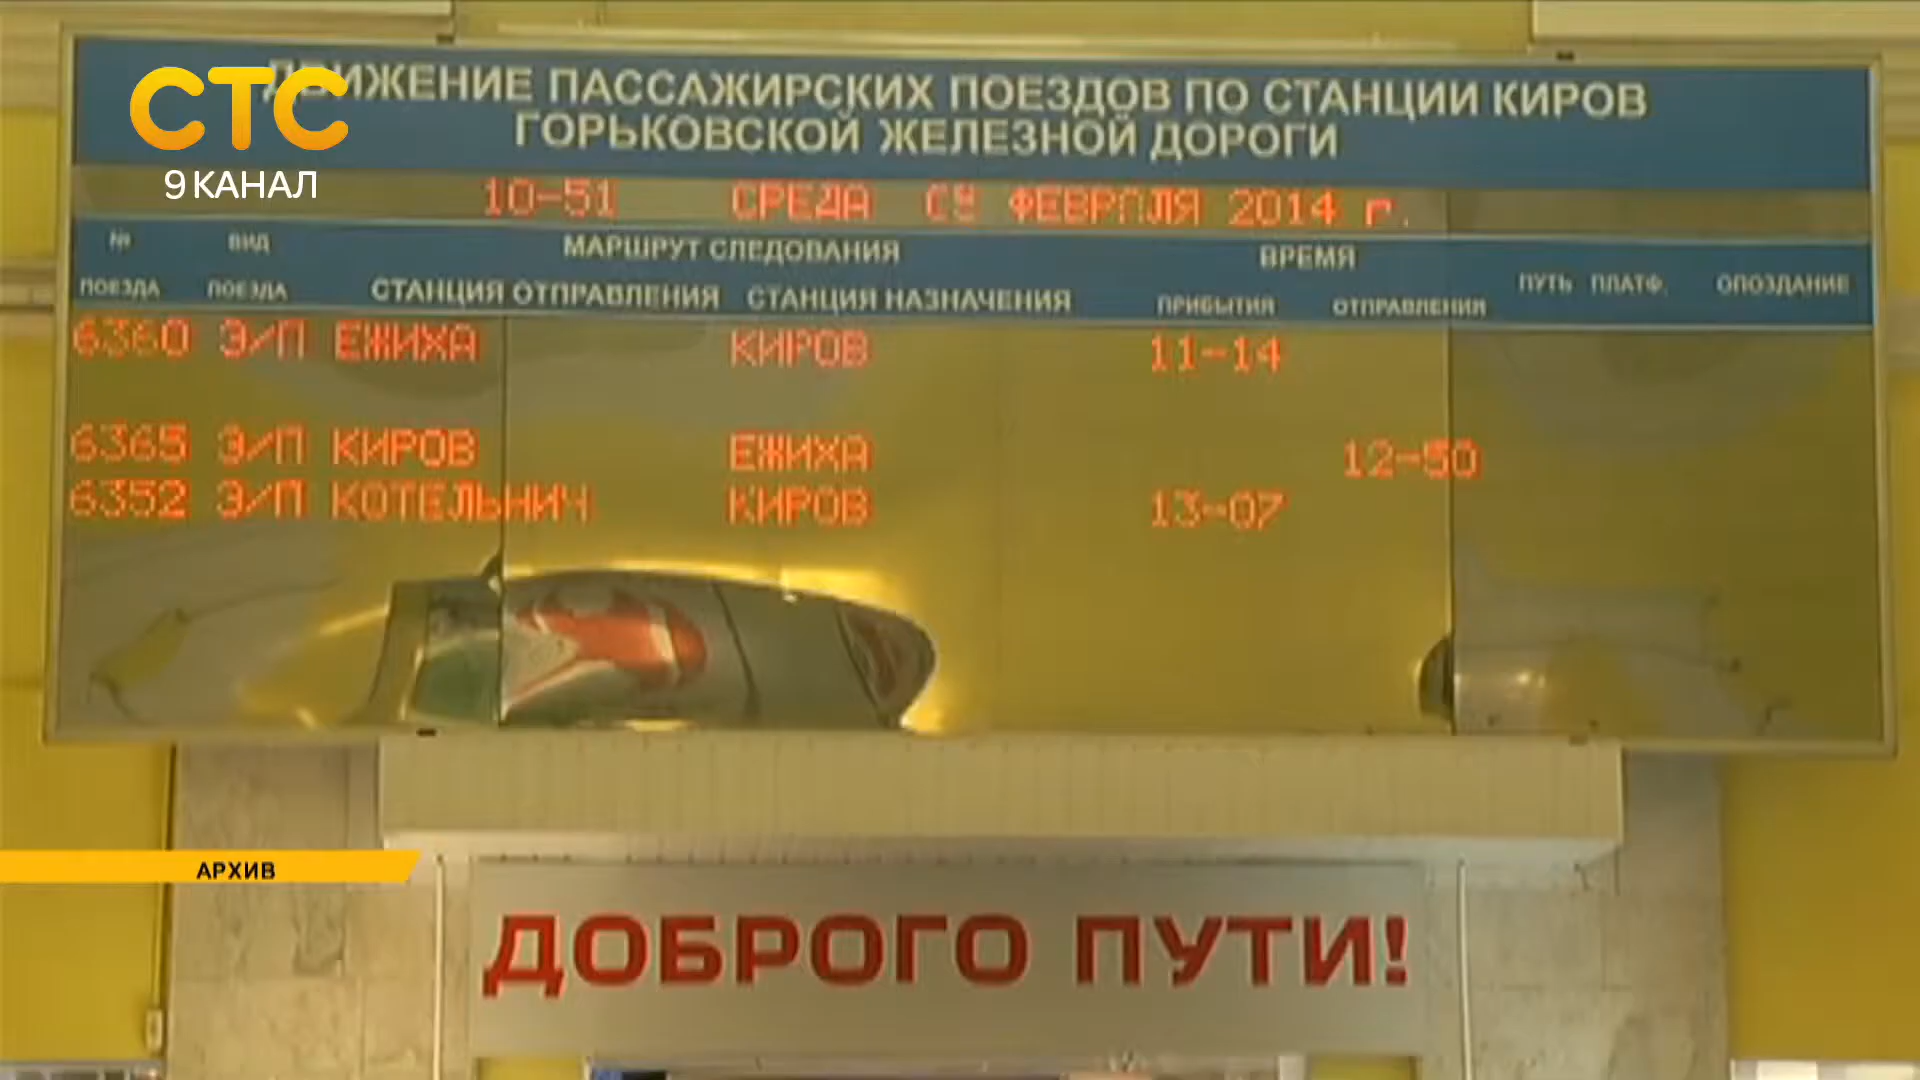 СТС
9 КАНАЛ
ДВИЖЕНИЕ ПАССАЖИРСКИХ ПОЕЗДОВ ПО СТАНЦИИ КИРОВ
ГОРЬКОВСКОЙ ЖЕЛЕЗНОЙ ДОРОГИ
10-51 СРЕДА ФЕВРАЛЯ 2014 г.
№ ПОЕЗДА ВИД ПОЕЗДА МАРШРУТ СЛЕДОВАНИЯ ВРЕМЯ
СТАНЦИЯ ОТПРАВЛЕНИЯ СТАНЦИЯ НАЗНАЧЕНИЯ ПРИБЫТИЯ ОТПРАВЛЕНИЯ ПУТЬ ПЛАТФ. ОПОЗДАНИЕ
6360 Э/П ЕЖИХА КИРОВ 11-14
6365 Э/П КИРОВ ЕЖИХА 12-50
6352 Э/П КОТЕЛЬНИЧ КИРОВ 13-07
АРХИВ
ДОБРОГО ПУТИ!